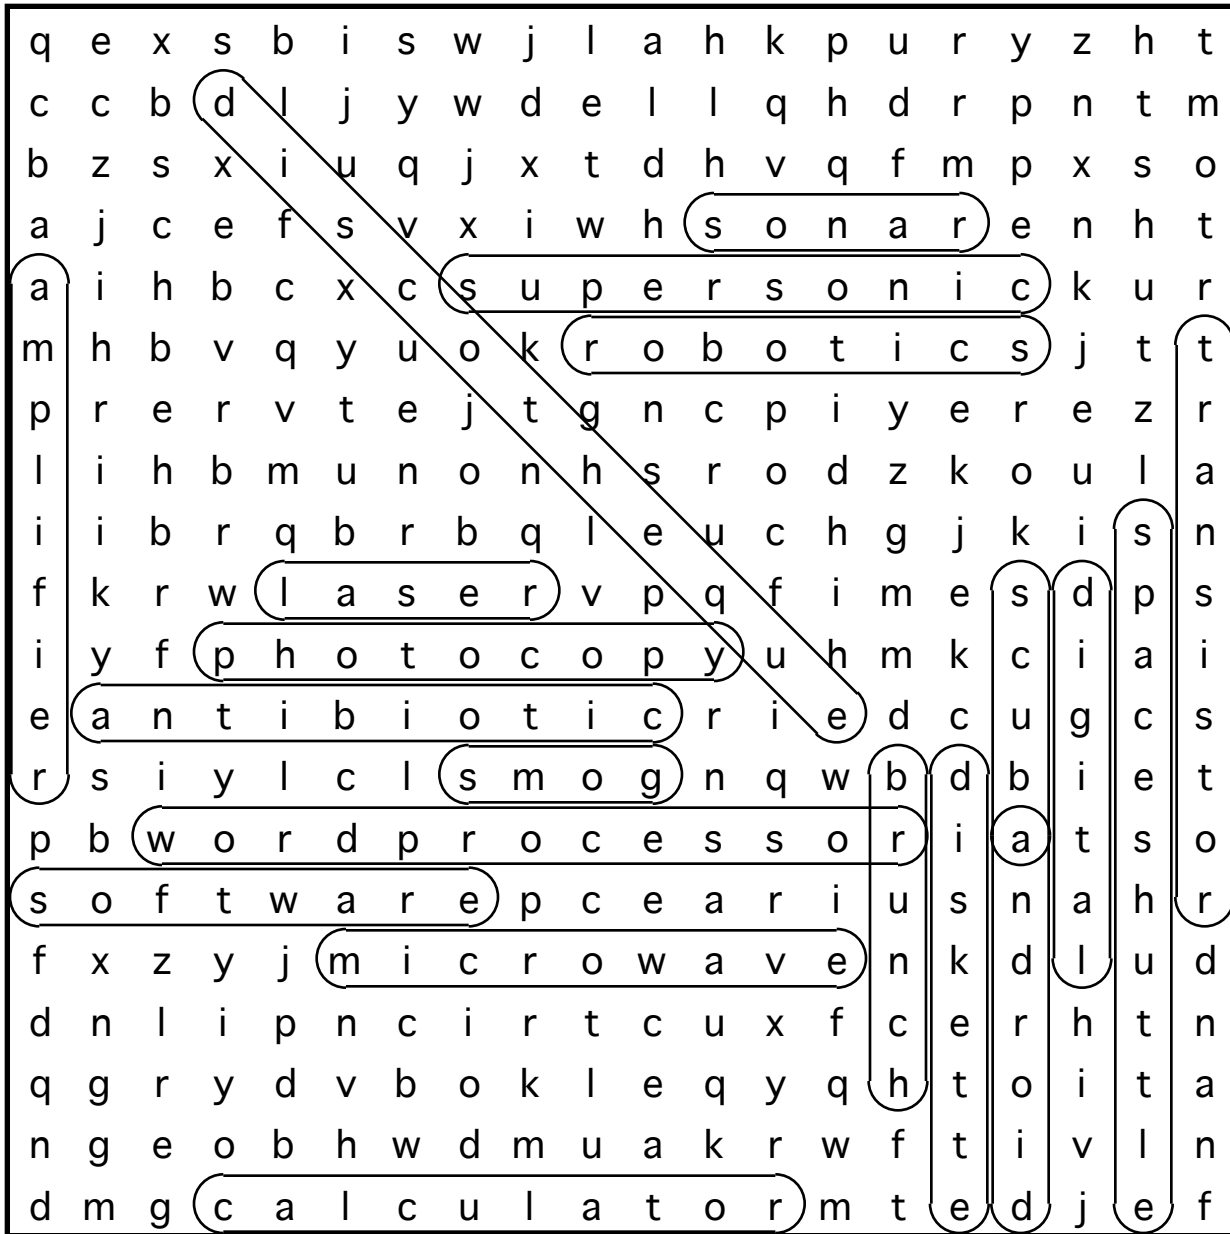 q e x s b i s w j l a h k p u r y z h t
c c b d l j y w d e l l q h d r p n t m
b z s x i u q j x t d h v q f m p x s o
a j c e f s v x i w h s o n a r e n h t
a i h b c x c s u p e r s o n i c k u r
m h b v q y u o k r o b o t i c s j t t
p r e r v t e j t g n c p i y e r e z r
l i h b m u n o n h s r o d z k o u l a
i i b r q b r b q l e u c h g j k i s n
f k r w l a s e r v p q f i m e s d p s
i y f p h o t o c o p y u h m k c i a i
e a n t i b i o t i c r i e d c u g c s
r s i y l c l s m o g n q w b d b i e t
p b w o r d p r o c e s s o r i a t s o
s o f t w a r e p c e a r i u s n a h r
f x z y j m i c r o w a v e n k d l u d
d n l i p n c i r t c u x f c e r h t n
q g r y d v b o k l e q y q h t o i t a
n g e o b h w d m u a k r w f t i v l n
d m g c a l c u l a t o r m t e d j e f